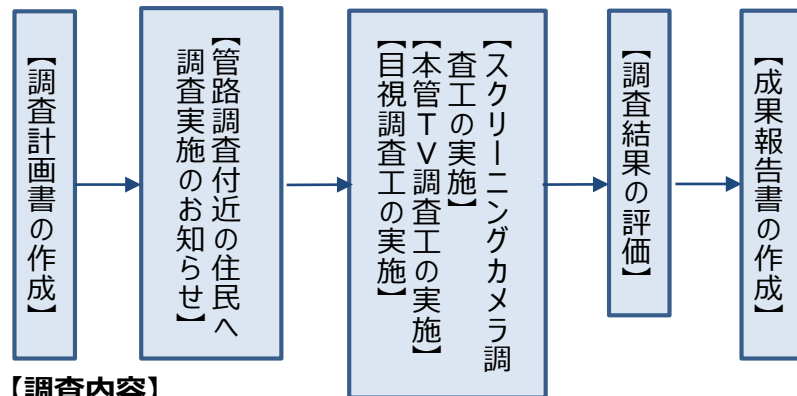 【調査計画書の作成】
【管路調査付近の住民へ
調査実施のお知らせ】
【スクリーニングカメラ調
査工の実施】
【本管ＴＶ調査工の実施】
【目視調査工の実施】
【調査結果の評価】
【成果報告書の作成】
【調査内容】